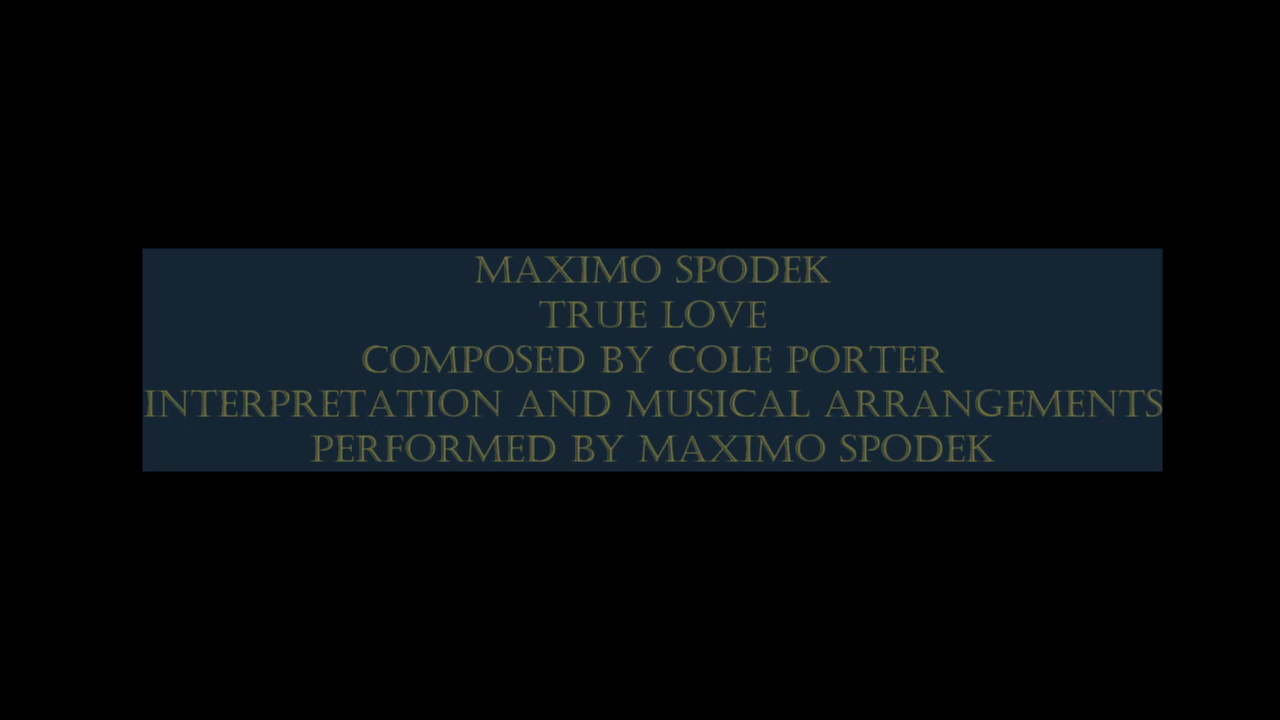 MAXIMO SPODEK
TRUE LOVE
COMPOSED BY COLE PORTER
INTERPRETATION AND MUSICAL ARRANGEMENTS
PERFORMED BY MAXIMO SPODEK